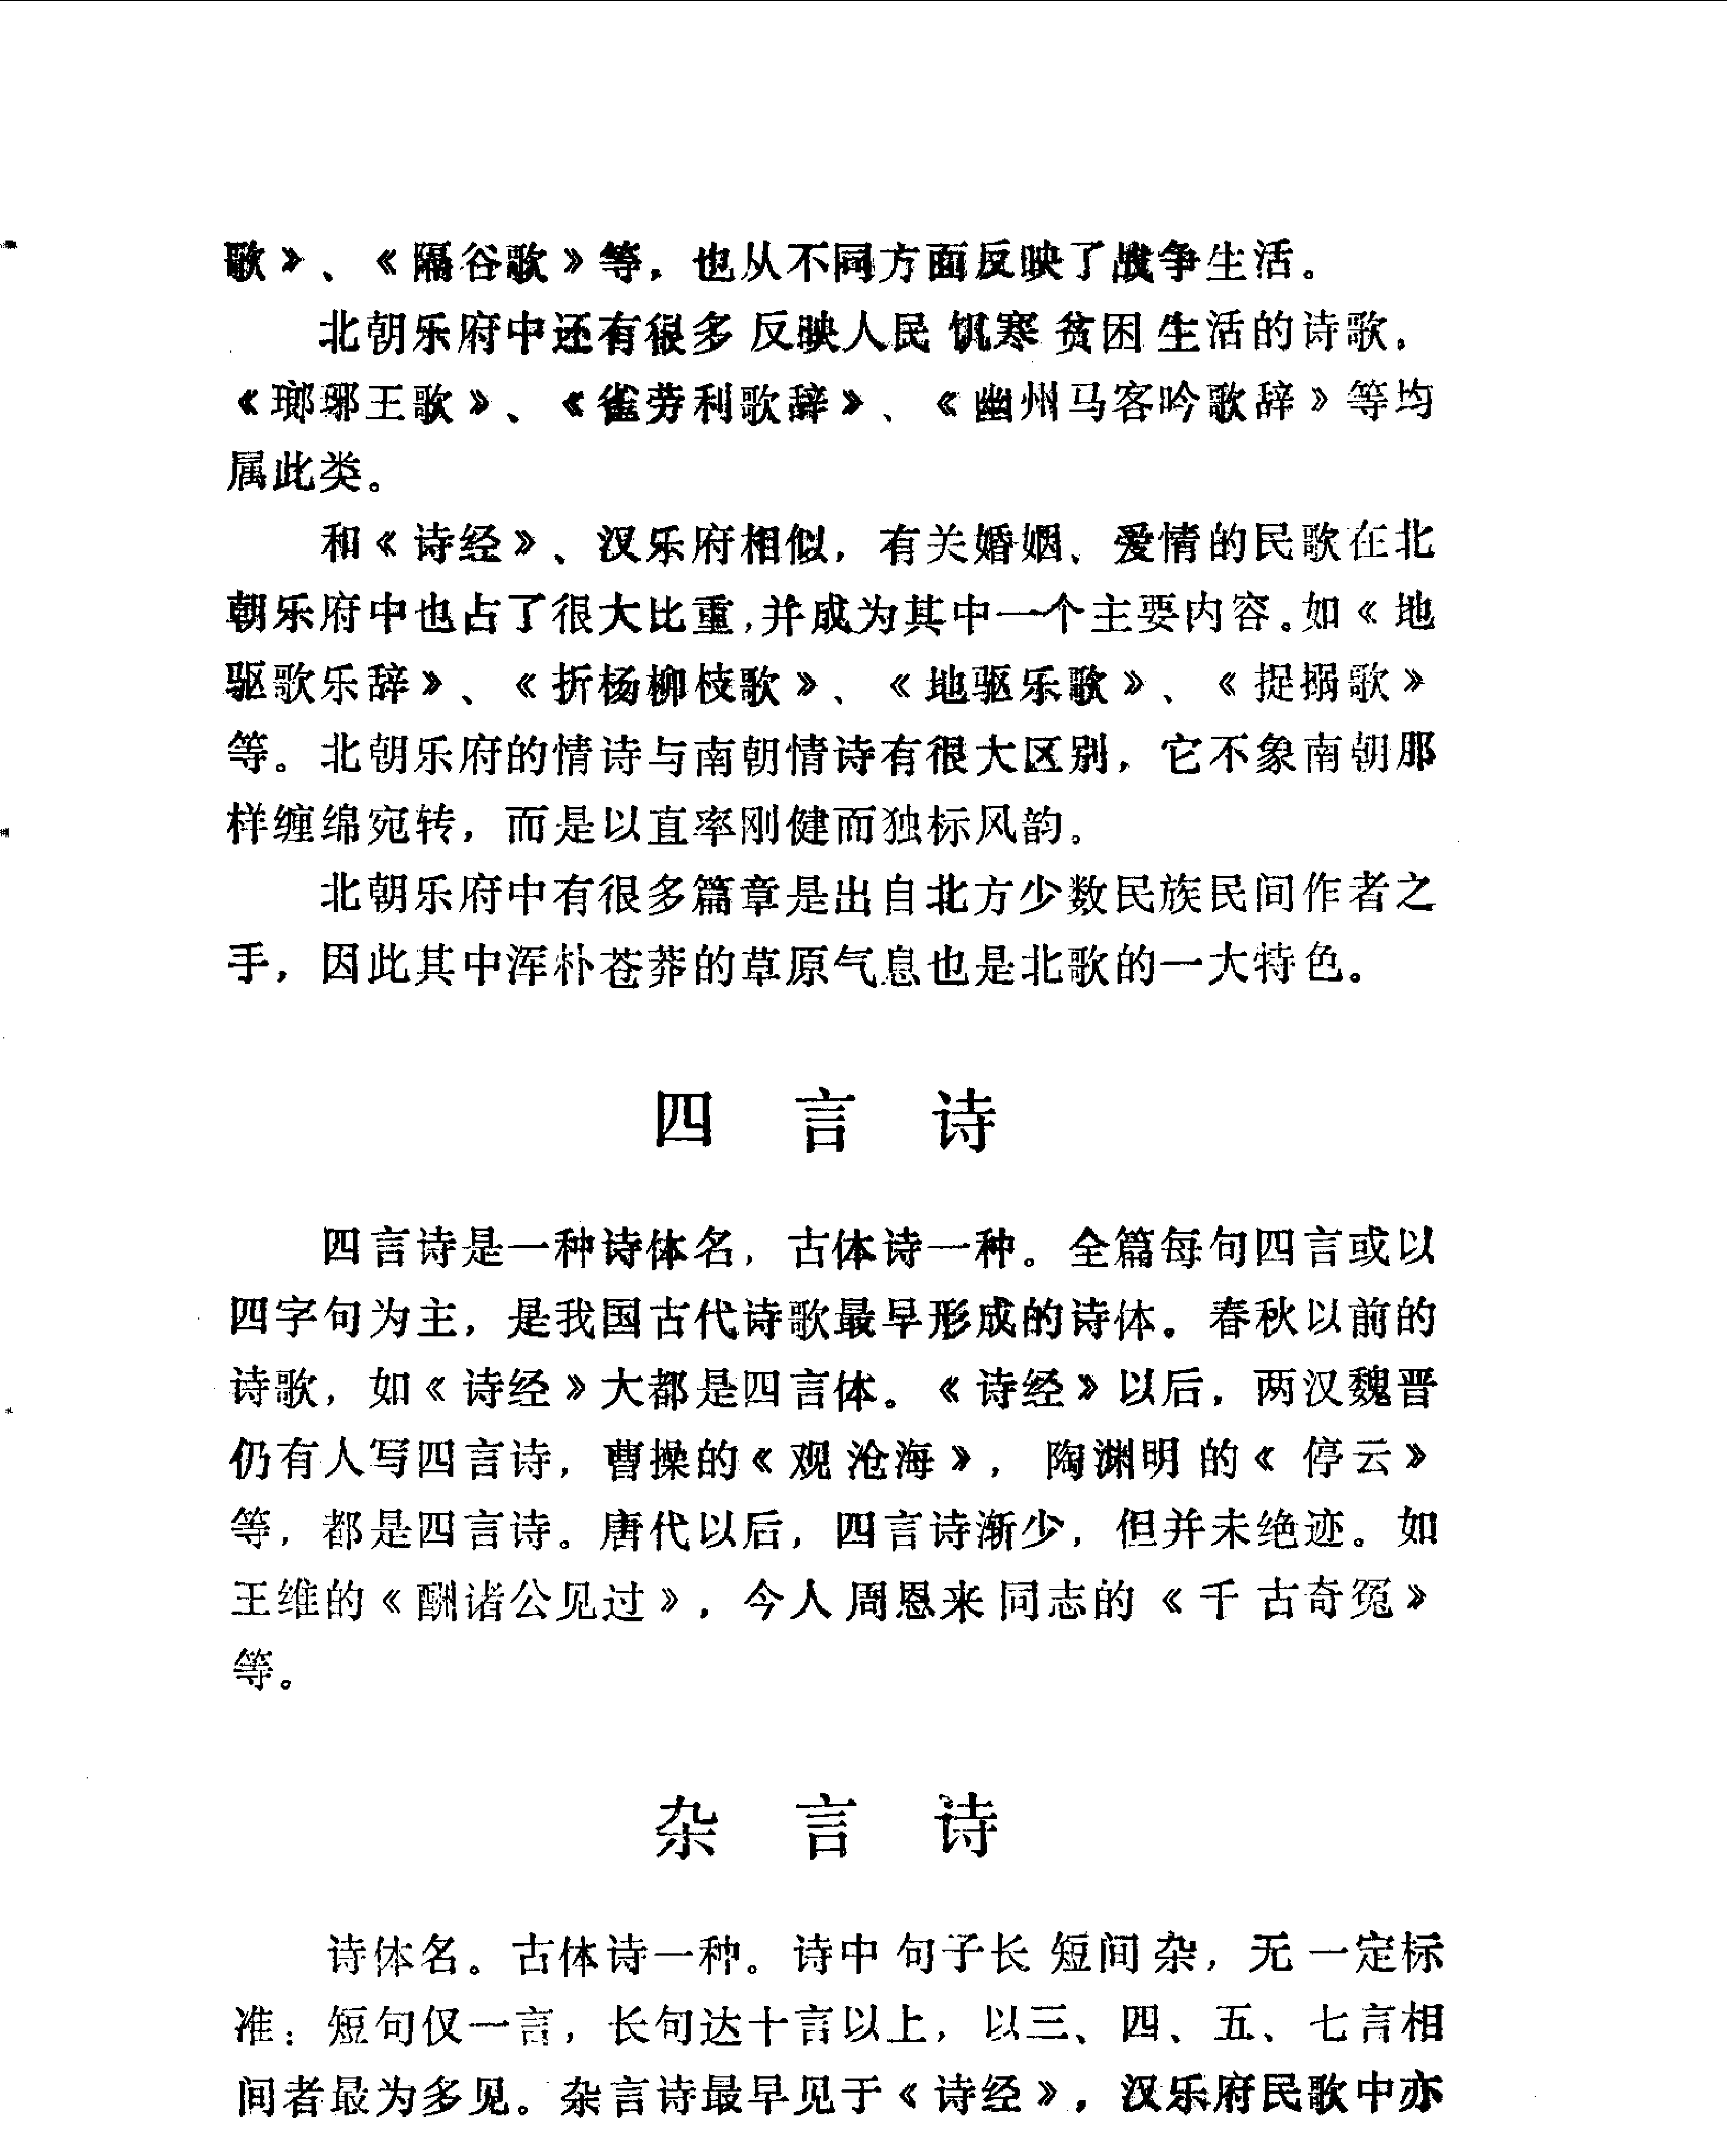 歌》、《隔谷歌》等，也从不同方面反映了战争生活。
北朝乐府中还有很多反映人民饥寒贫困生活的诗歌，
《瑯琊王歌》、《雀劳利歌辞》、《幽州马客吟歌辞》等均
属此类。
和《诗经》、汉乐府相似，有关婚姻、爱情的民歌在北
朝乐府中也占了很大比重，并成为其中一个主要内容。如《地
驱歌乐辞》、《折杨柳枝歌》、《地驱乐歌》、《捉搦歌》
等。北朝乐府的情诗与南朝情诗有很大区别，它不象南朝那
样缠绵宛转，而是以直率刚健而独标风韵。
北朝乐府中有很多篇章是出自北方少数民族民间作者之
手，因此其中浑朴苍莽的草原气息也是北歌的一大特色。
四言诗
四言诗是一种诗体名，古体诗一种。全篇每句四言或以
四字句为主，是我国古代诗歌最早形成的诗体。春秋以前的
诗歌，如《诗经》大都是四言体。《诗经》以后，两汉魏晋
仍有人写四言诗，曹操的《观沧海》，陶渊明的《停云》
等，都是四言诗。唐代以后，四言诗渐少，但并未绝迹。如
王维的《酬诸公见过》，今人周恩来同志的《千古奇冤》
等。
杂言诗
诗体名。古体诗一种。诗中句子长短间杂，无一定标
准：短句仅一言，长句达十言以上，以三、四、五、七言相
间者最为多见。杂言诗最早见于《诗经》，汉乐府民歌中亦